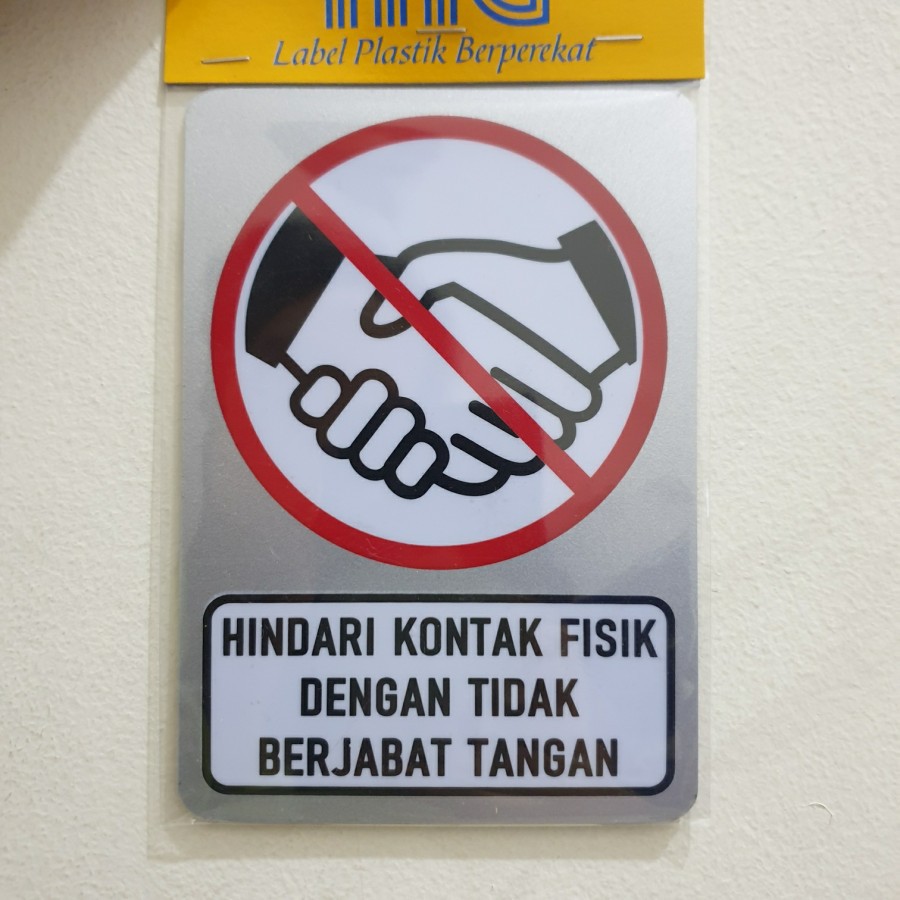 Label Plastik Berperekat
HINDARI KONTAK FISIK
DENGAN TIDAK
BERJABAT TANGAN